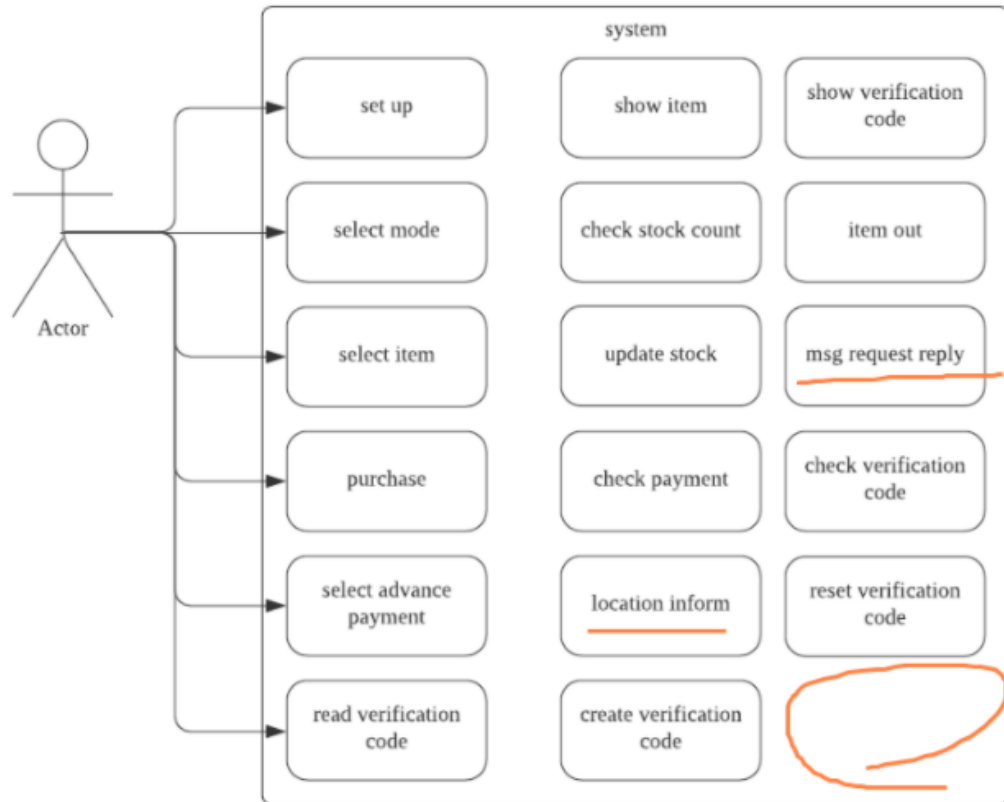 system
set up
show item
show verification
code
select mode
check stock count
item out
Actor
select item
update stock
msg request reply
purchase
check payment
check verification
code
select advance
payment
location inform
reset verification
code
read verification
code
create verification
code